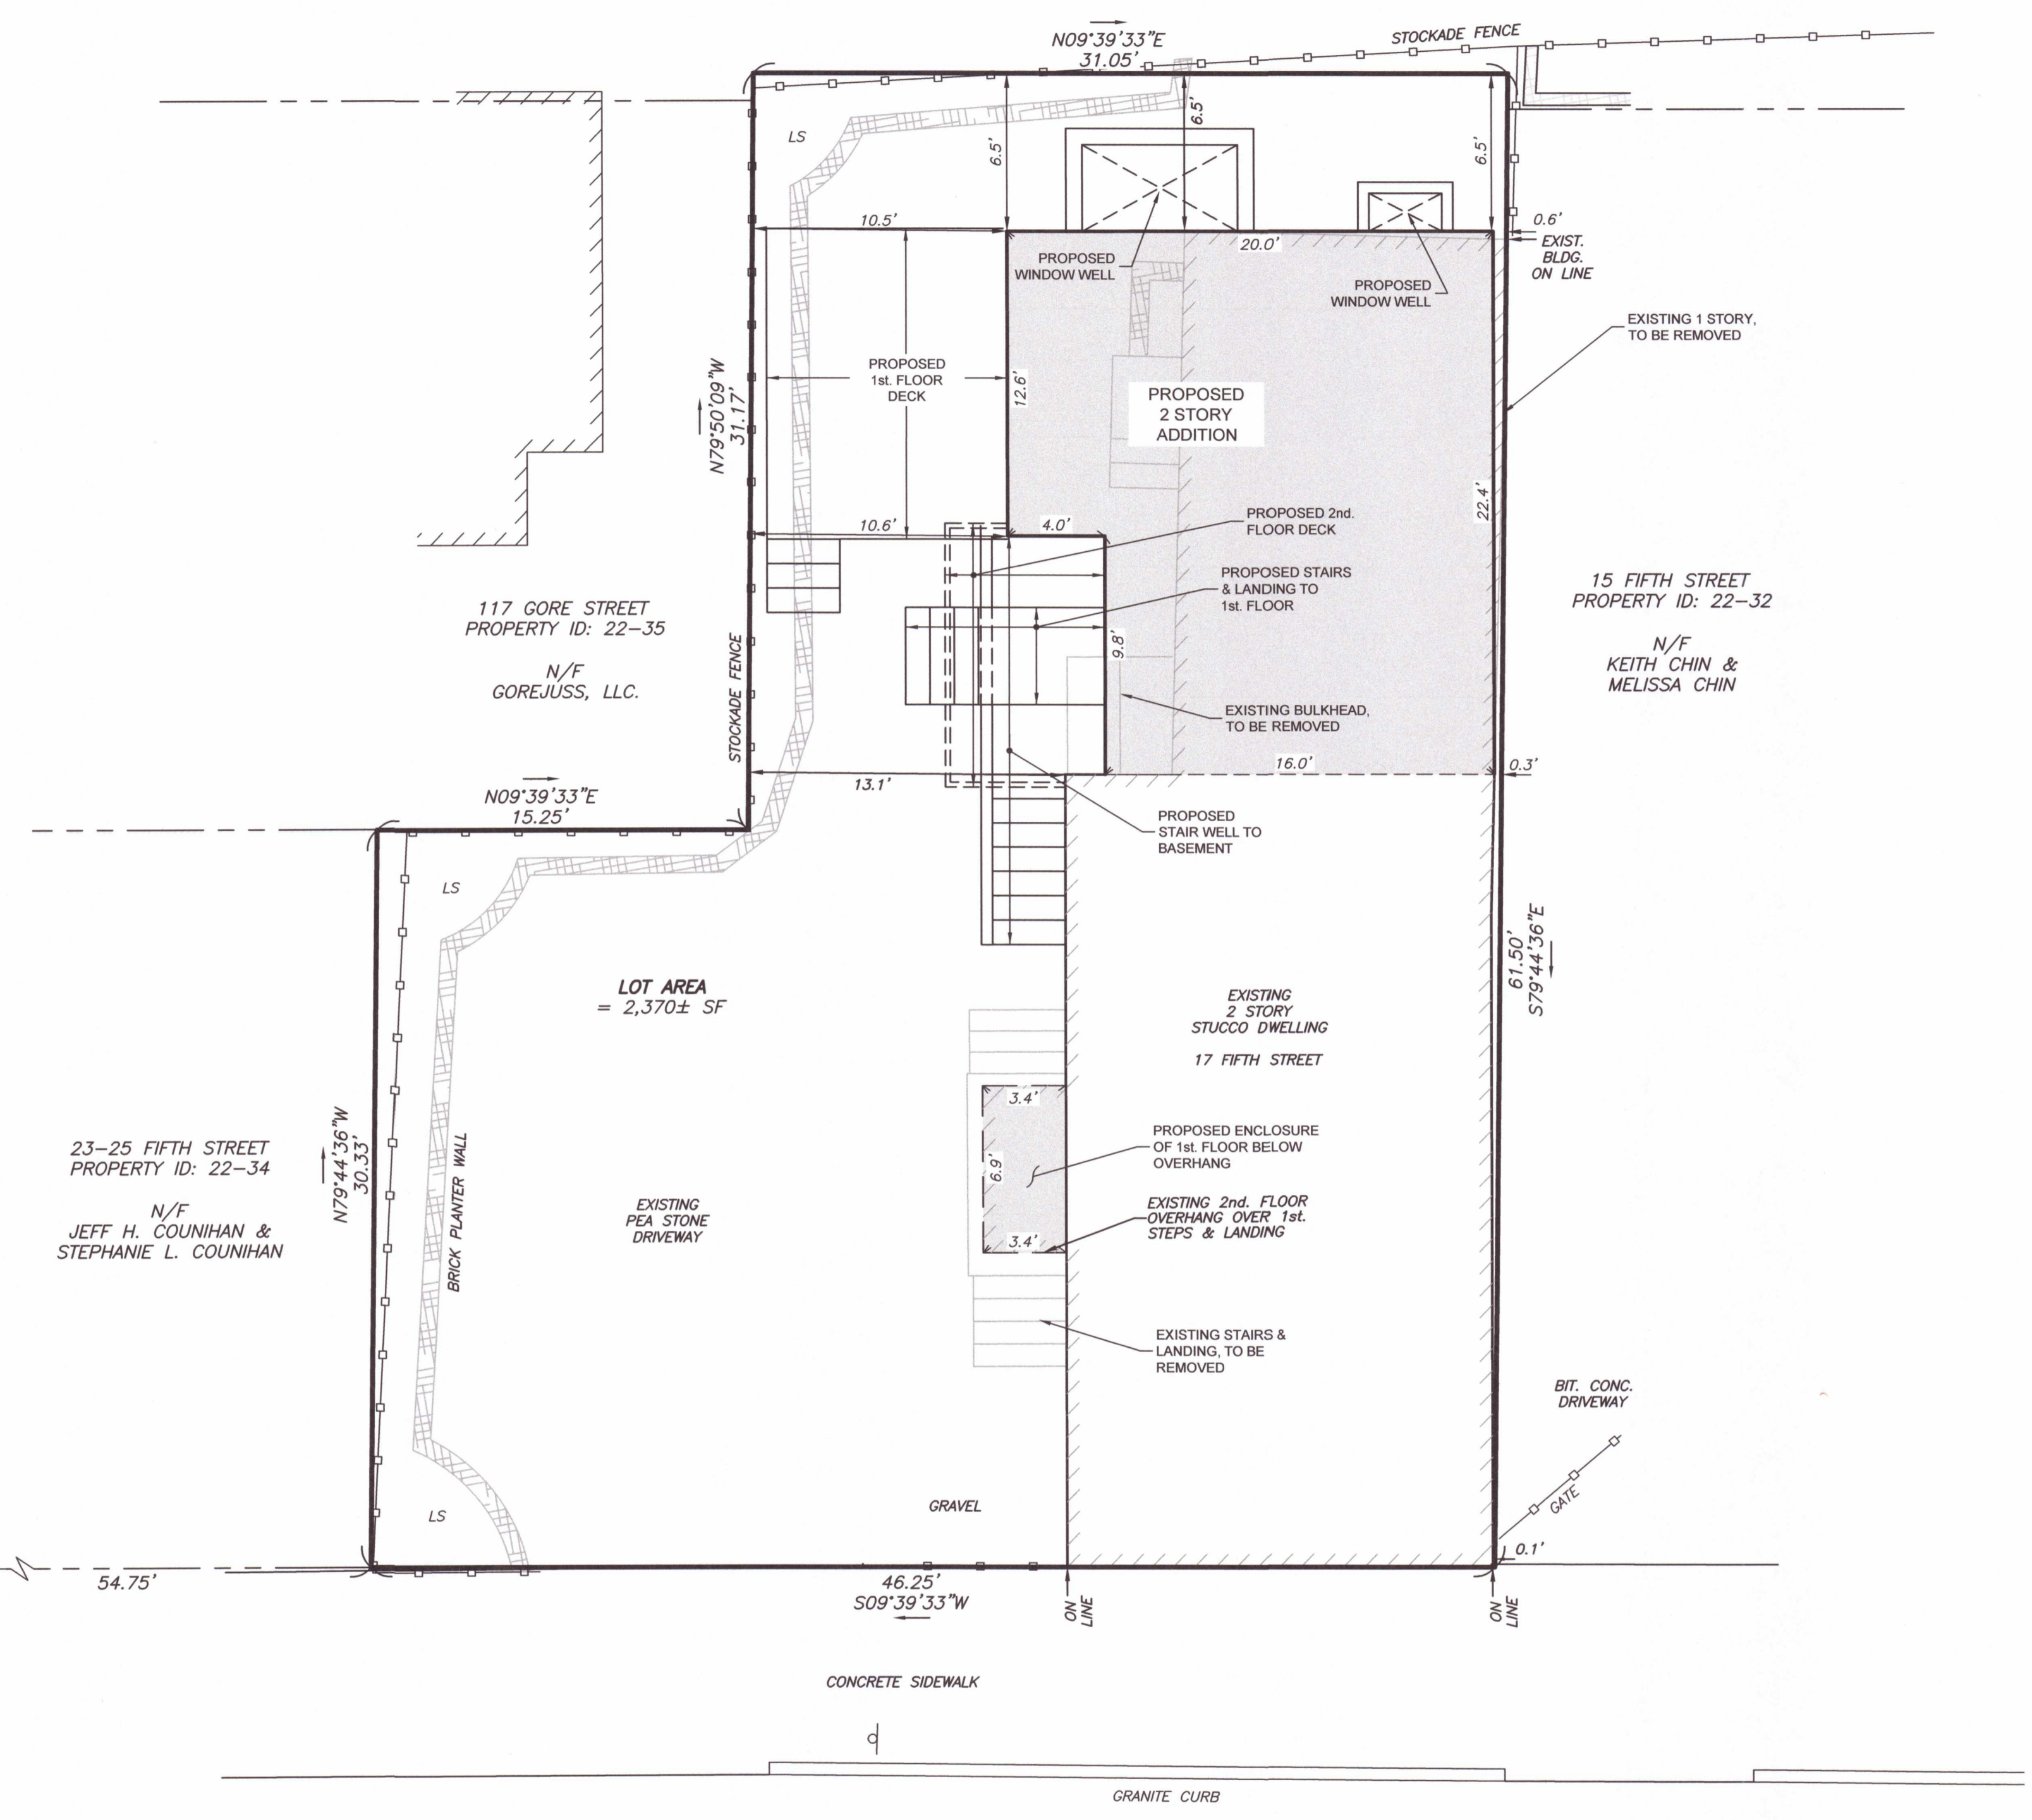 N09°39'33"E
31.05'
STOCKADE FENCE
LS
6.5'
6.5'
6.5'
10.5'
20.0'
0.6'
EXIST.
BLDG.
ON LINE
PROPOSED
WINDOW WELL
PROPOSED
WINDOW WELL
EXISTING 1 STORY,
TO BE REMOVED
N79°50'09"W
31.17'
PROPOSED
1st. FLOOR
DECK
12.6'
PROPOSED
2 STORY
ADDITION
22.4'
10.6'
4.0'
PROPOSED 2nd.
FLOOR DECK
PROPOSED STAIRS
& LANDING TO
1st. FLOOR
9.8'
117 GORE STREET
PROPERTY ID: 22-35
N/F
GOREJUSS, LLC.
STOCKADE FENCE
15 FIFTH STREET
PROPERTY ID: 22-32
N/F
KEITH CHIN &
MELISSA CHIN
EXISTING BULKHEAD,
TO BE REMOVED
16.0'
0.3'
13.1'
N09°39'33"E
15.25'
PROPOSED
STAIR WELL TO
BASEMENT
LS
LOT AREA
= 2,370± SF
61.50'
S79°44'36"E
EXISTING
2 STORY
STUCCO DWELLING
17 FIFTH STREET
3.4'
6.9'
3.4'
PROPOSED ENCLOSURE
OF 1st. FLOOR BELOW
OVERHANG
EXISTING 2nd. FLOOR
OVERHANG OVER 1st.
STEPS & LANDING
23-25 FIFTH STREET
PROPERTY ID: 22-34
N/F
JEFF H. COUNIHAN &
STEPHANIE L. COUNIHAN
N79°44'36"W
30.33'
BRICK PLANTER WALL
EXISTING
PEA STONE
DRIVEWAY
EXISTING STAIRS &
LANDING, TO BE
REMOVED
BIT. CONC.
DRIVEWAY
GATE
LS
GRAVEL
0.1'
54.75'
46.25'
S09°39'33"W
ON
LINE
ON
LINE
CONCRETE SIDEWALK
GRANITE CURB